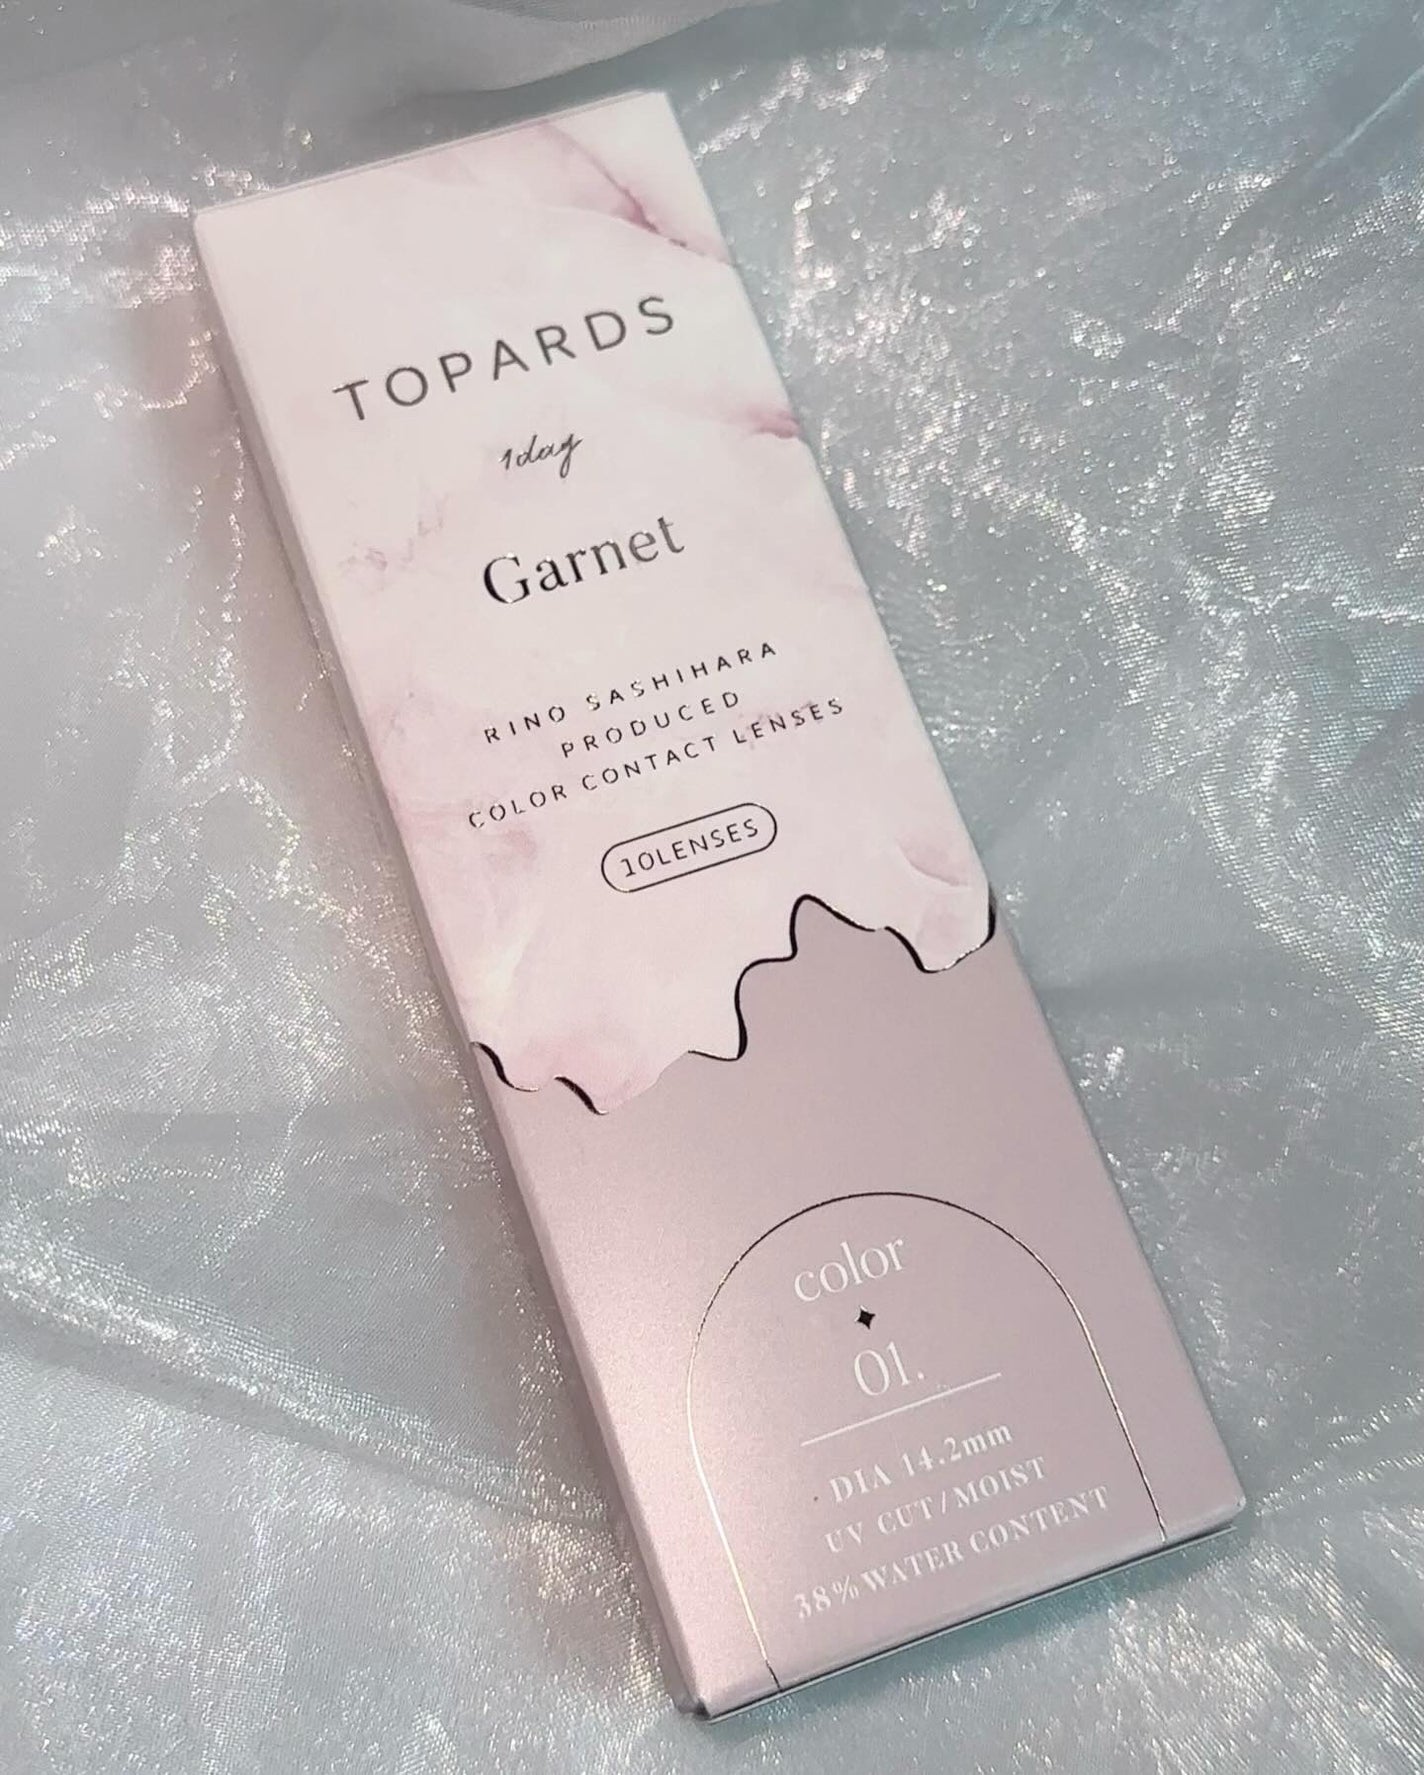 TOPARDS
1day
Garnet
RINO SASHIHARA
PRODUCED
COLOR CONTACT LENSES
10LENSES
color
01.
DIA 14.2mm
UV CUT/MOIST
38%WATER CONTENT